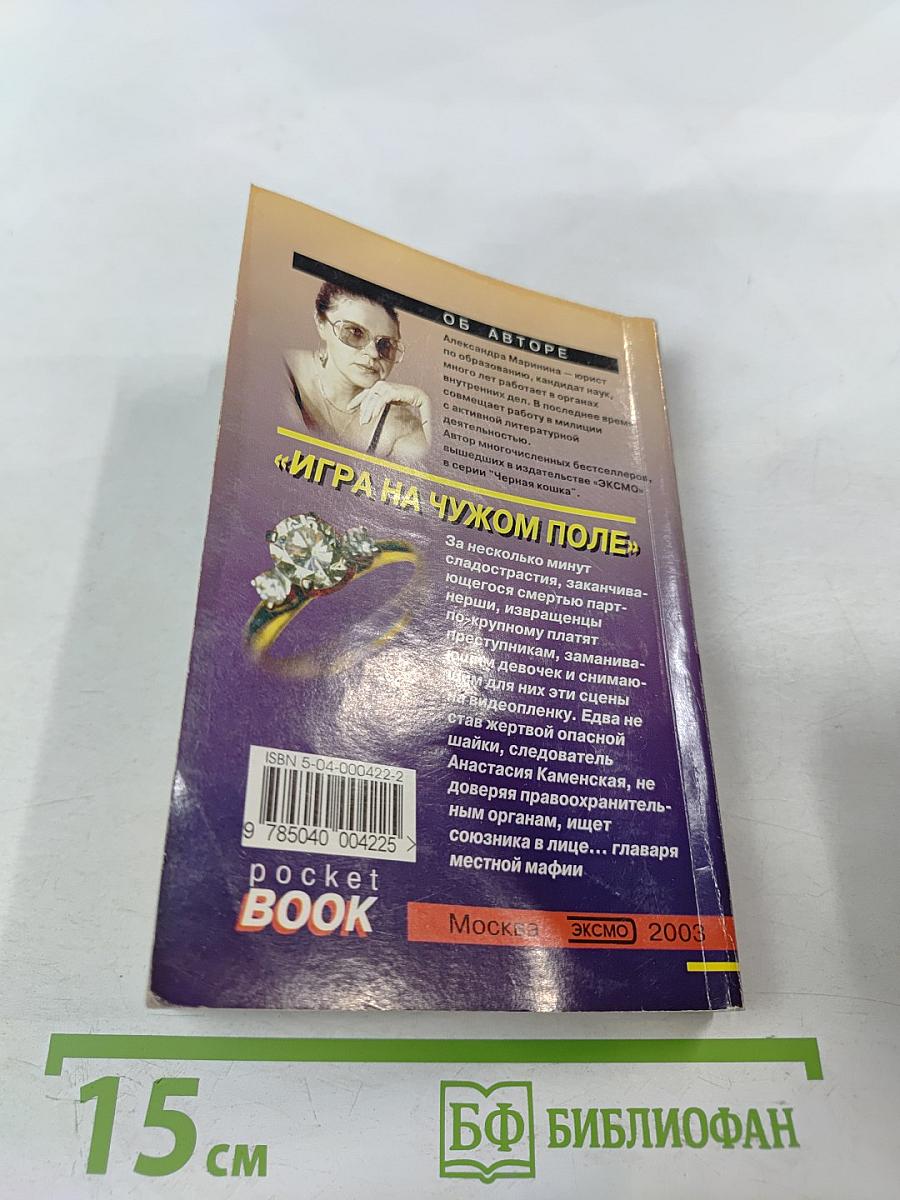 ОБ АВТОРЕ
Александра Маринина — юрист
по образованию, кандидат наук,
много лет работает в органах
внутренних дел. В последнее время
совмещает работу в милиции
с активной литературной
деятельностью.
Автор многочисленных бестселлеров,
вышедших в издательстве «ЭКСМО»
в серии "Черная кошка".
«ИГРА НА ЧУЖОМ ПОЛЕ»
За несколько минут
сладострастия, заканчива-
ющегося смертью парт-
нерши, извращенцы
по-крупному платят
преступникам, заманива-
ющим девочек и снимаю-
щим для них эти сцены
на видеопленку. Едва не
став жертвой опасной
шайки, следователь
Анастасия Каменская, не
доверяя правоохранитель-
ным органам, ищет
союзника в лице... главаря
местной мафии
ISBN 5-04-000422-2
9 785040 004225 >
pocket
BOOK
Москва ЭКСМО 2003
15 см
БФ БИБЛИОФАН